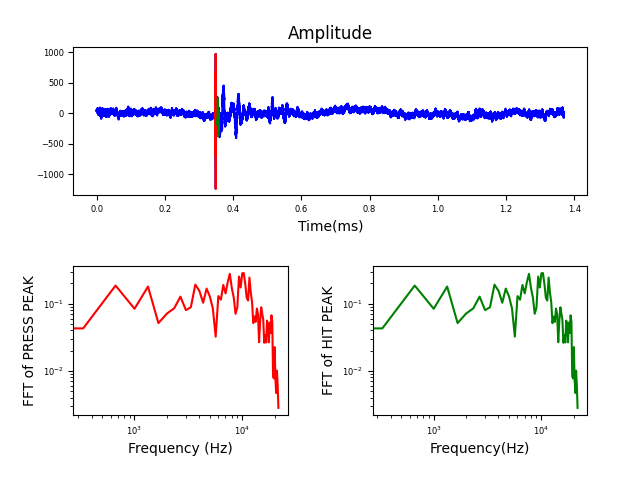 Amplitude
1000
500
0
−500
−1000
0.0 0.2 0.4 0.6 0.8 1.0 1.2 1.4
Time(ms)
FFT of PRESS PEAK
10⁻¹
10⁻²
10³ 10⁴
Frequency (Hz)
FFT of HIT PEAK
10⁻¹
10⁻²
10³ 10⁴
Frequency(Hz)